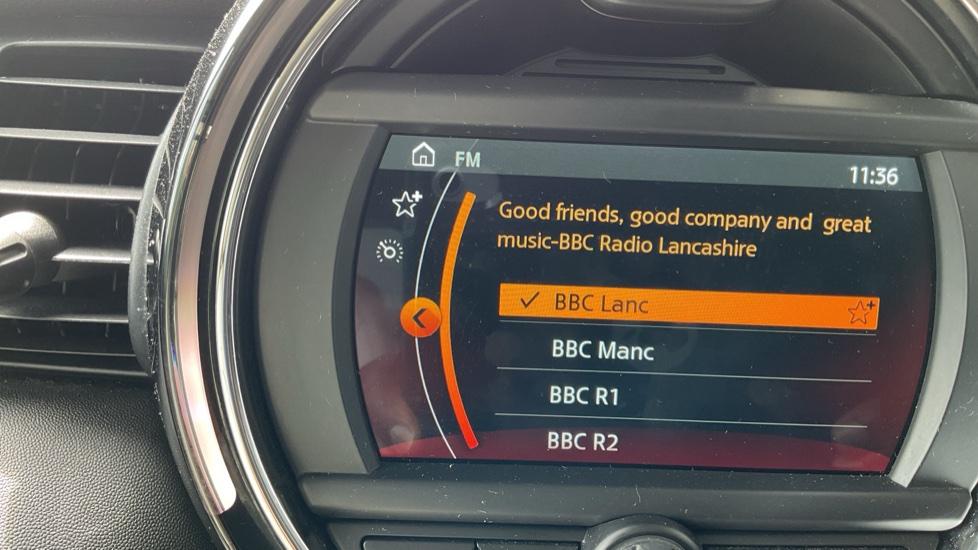 FM
11:36
Good friends, good company and great
music-BBC Radio Lancashire
✓ BBC Lanc
BBC Manc
BBC R1
BBC R2